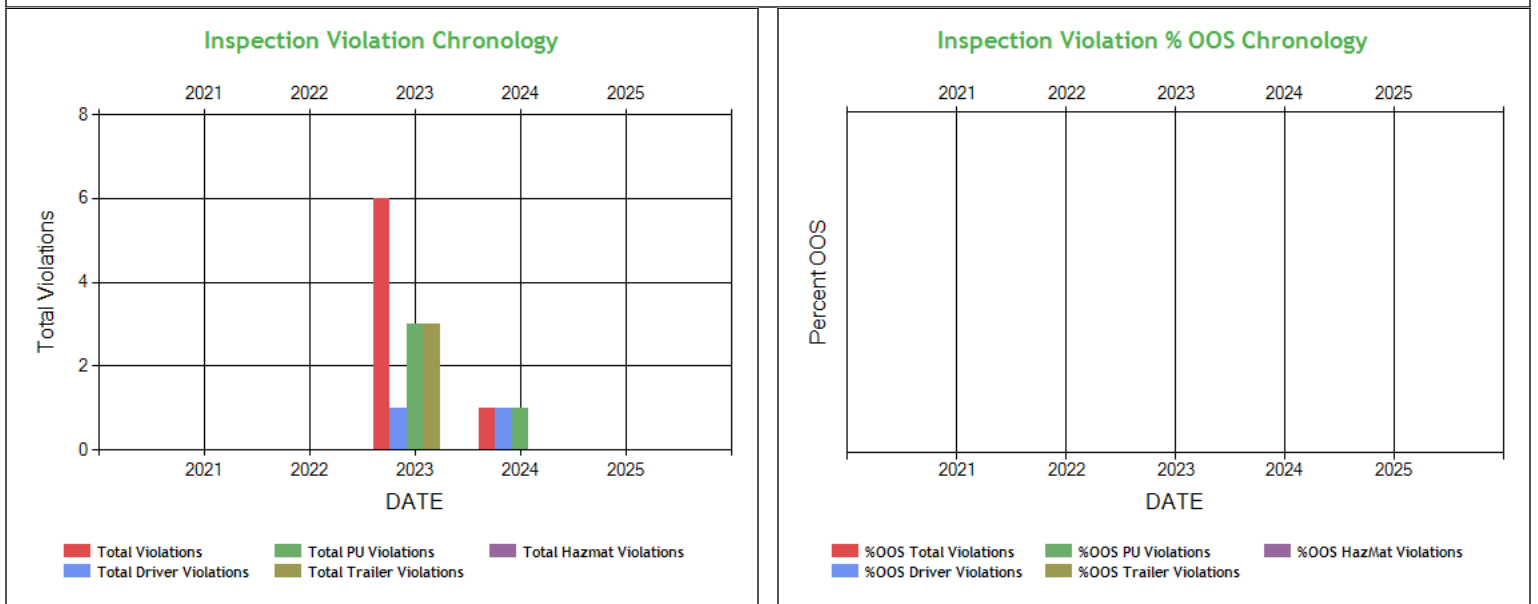 Inspection Violation Chronology
2021 2022 2023 2024 2025
8
6
4
2
0
Total Violations
2021 2022 2023 2024 2025
DATE
Total Violations Total PU Violations Total Hazmat Violations
Total Driver Violations Total Trailer Violations
Inspection Violation % OOS Chronology
2021 2022 2023 2024 2025
Percent OOS
2021 2022 2023 2024 2025
DATE
%OOS Total Violations %OOS PU Violations %OOS HazMat Violations
%OOS Driver Violations %OOS Trailer Violations